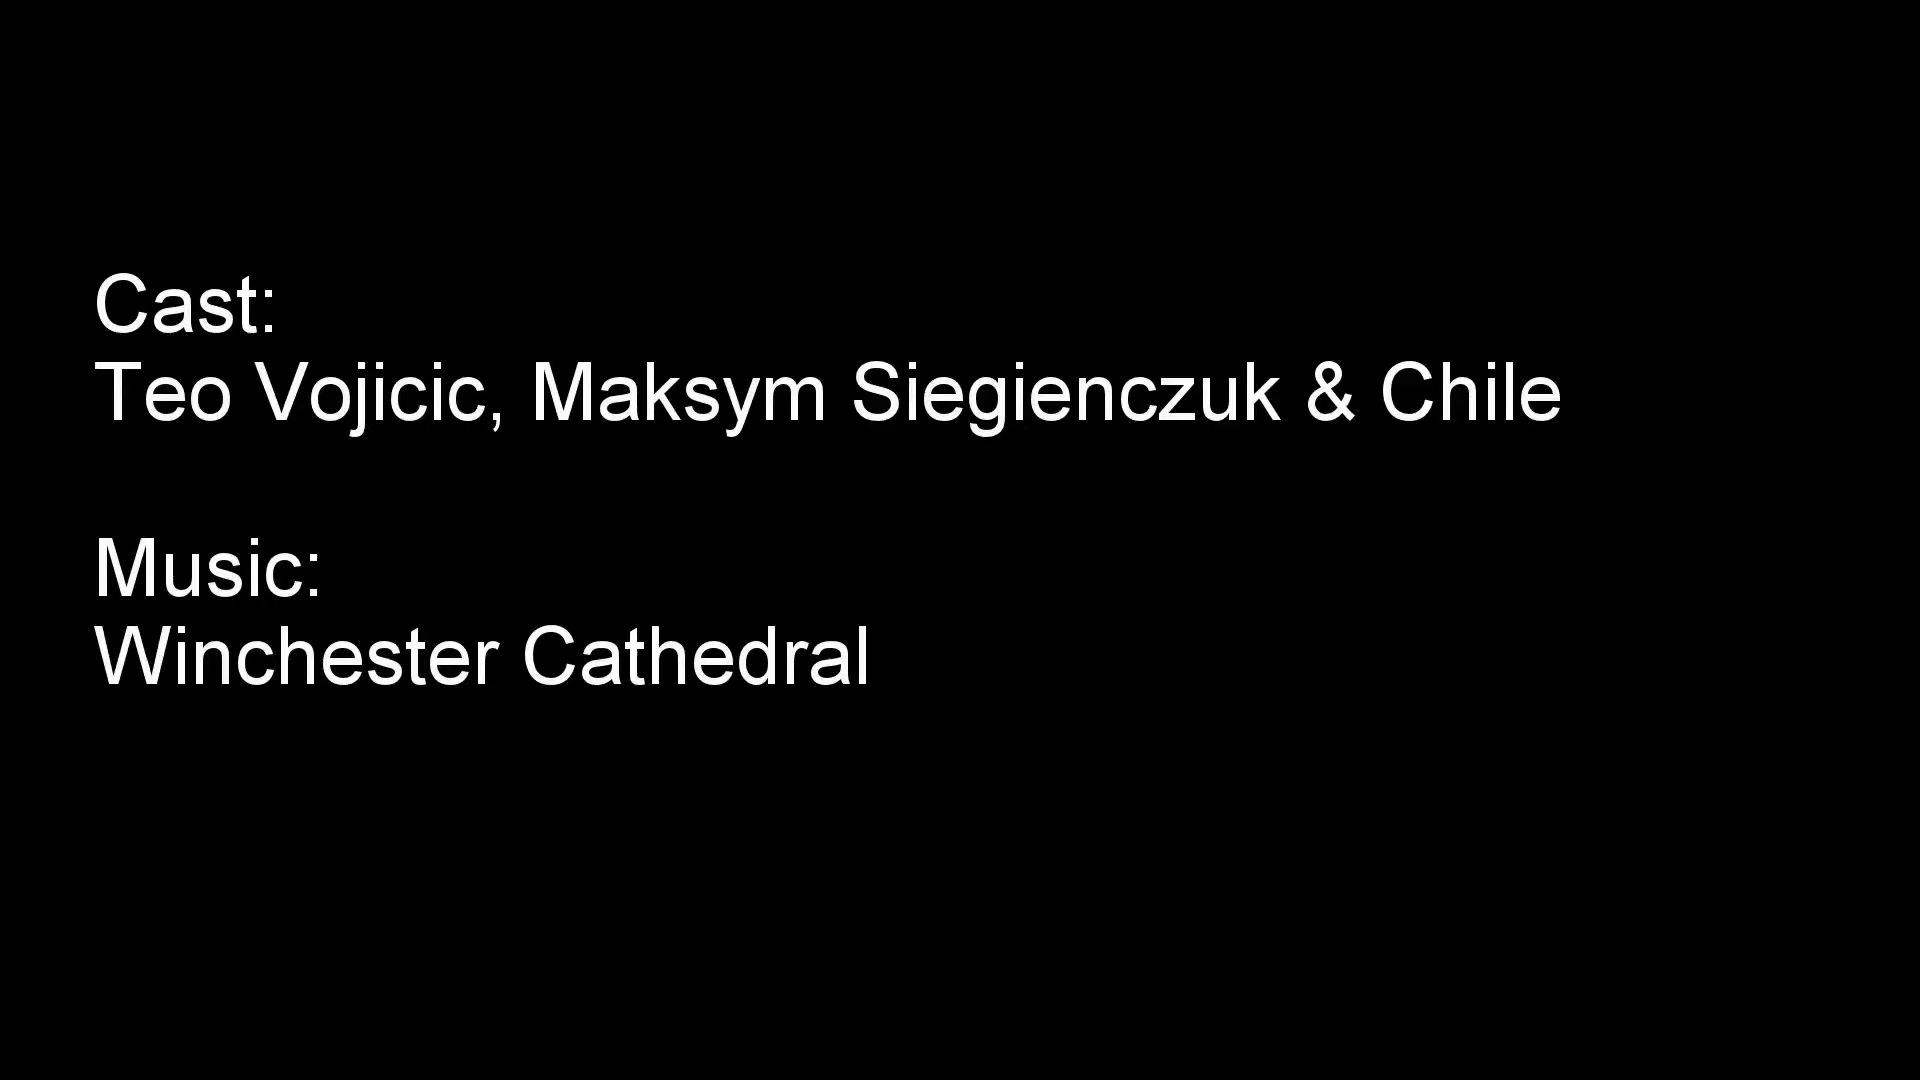 Cast:
Teo Vojicic, Maksym Siegienczuk & Chile
Music:
Winchester Cathedral